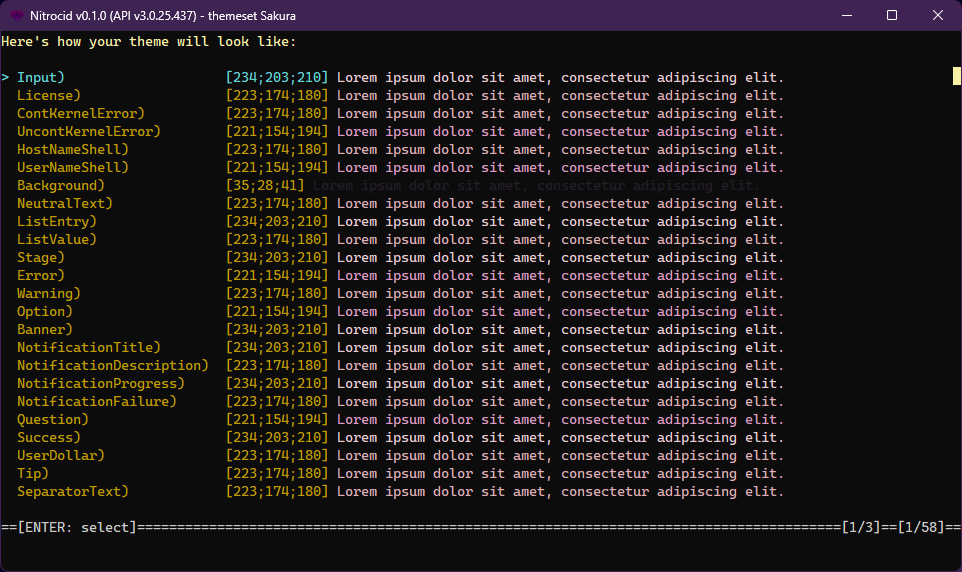 Nitrocid v0.1.0 (API v3.0.25.437) - themeset Sakura
Here's how your theme will look like:
> Input) [234;203;210] Lorem ipsum dolor sit amet, consectetur adipiscing elit.
License) [223;174;180] Lorem ipsum dolor sit amet, consectetur adipiscing elit.
ContKernelError) [223;174;180] Lorem ipsum dolor sit amet, consectetur adipiscing elit.
UncontKernelError) [221;154;194] Lorem ipsum dolor sit amet, consectetur adipiscing elit.
HostNameShell) [223;174;180] Lorem ipsum dolor sit amet, consectetur adipiscing elit.
UserNameShell) [221;154;194] Lorem ipsum dolor sit amet, consectetur adipiscing elit.
Background) [35;28;41] Lorem ipsum dolor sit amet, consectetur adipiscing elit.
NeutralText) [223;174;180] Lorem ipsum dolor sit amet, consectetur adipiscing elit.
ListEntry) [234;203;210] Lorem ipsum dolor sit amet, consectetur adipiscing elit.
ListValue) [223;174;180] Lorem ipsum dolor sit amet, consectetur adipiscing elit.
Stage) [234;203;210] Lorem ipsum dolor sit amet, consectetur adipiscing elit.
Error) [221;154;194] Lorem ipsum dolor sit amet, consectetur adipiscing elit.
Warning) [223;174;180] Lorem ipsum dolor sit amet, consectetur adipiscing elit.
Option) [221;154;194] Lorem ipsum dolor sit amet, consectetur adipiscing elit.
Banner) [234;203;210] Lorem ipsum dolor sit amet, consectetur adipiscing elit.
NotificationTitle) [234;203;210] Lorem ipsum dolor sit amet, consectetur adipiscing elit.
NotificationDescription) [223;174;180] Lorem ipsum dolor sit amet, consectetur adipiscing elit.
NotificationProgress) [234;203;210] Lorem ipsum dolor sit amet, consectetur adipiscing elit.
NotificationFailure) [223;174;180] Lorem ipsum dolor sit amet, consectetur adipiscing elit.
Question) [221;154;194] Lorem ipsum dolor sit amet, consectetur adipiscing elit.
Success) [234;203;210] Lorem ipsum dolor sit amet, consectetur adipiscing elit.
UserDollar) [223;174;180] Lorem ipsum dolor sit amet, consectetur adipiscing elit.
Tip) [223;174;180] Lorem ipsum dolor sit amet, consectetur adipiscing elit.
SeparatorText) [223;174;180] Lorem ipsum dolor sit amet, consectetur adipiscing elit.
==[ENTER: select]========================================================================================[1/3]==[1/58]==